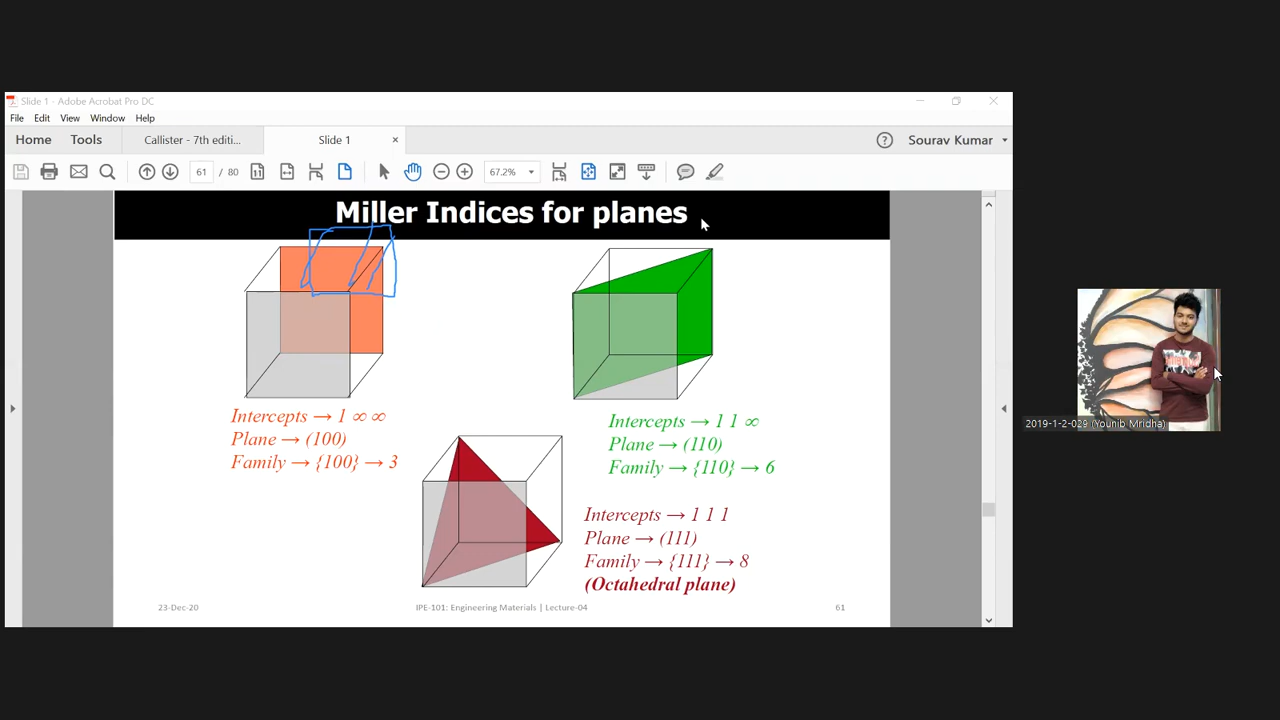 Slide 1 - Adobe Acrobat Pro DC
File Edit View Window Help
Home Tools Callister - 7th editi... Slide 1 × ? Sourav Kumar
61 / 80 67.2%
Miller Indices for planes
Intercepts → 1 ∞ ∞
Plane → (100)
Family → {100} → 3
Intercepts → 1 1 ∞
Plane → (110)
Family → {110} → 6
Intercepts → 1 1 1
Plane → (111)
Family → {111} → 8
(Octahedral plane)
23-Dec-20 IPE-101: Engineering Materials | Lecture-04 61
2019-1-2-029 (Younib Mridha)